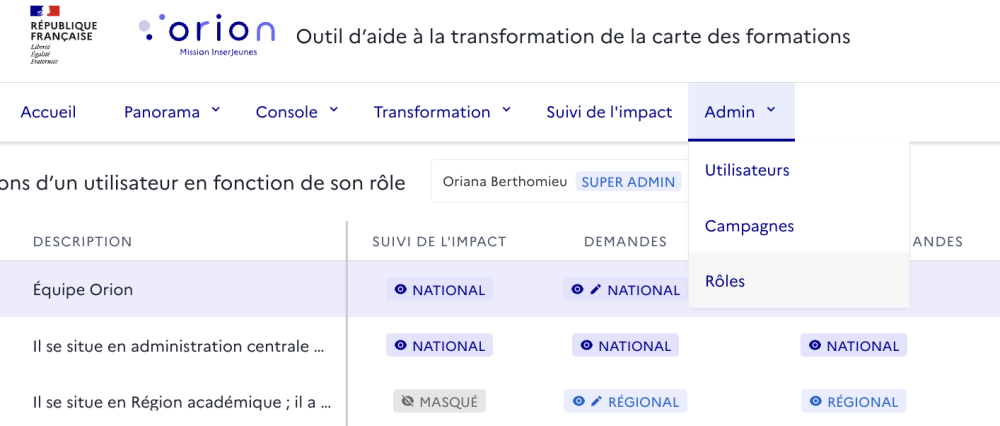 RÉPUBLIQUE
FRANÇAISE
Liberté
Égalité
Fraternité
orion
Mission InserJeunes
Outil d’aide à la transformation de la carte des formations
Accueil
Panorama
Console
Transformation
Suivi de l'impact
Admin
Utilisateurs
Campagnes
Rôles
ons d’un utilisateur en fonction de son rôle
Oriana Berthomieu SUPER ADMIN
DESCRIPTION SUIVI DE L'IMPACT DEMANDES ANDES
Équipe Orion NATIONAL NATIONAL
Il se situe en administration centrale ... NATIONAL NATIONAL NATIONAL
Il se situe en Région académique ; il a ... MASQUÉ RÉGIONAL RÉGIONAL